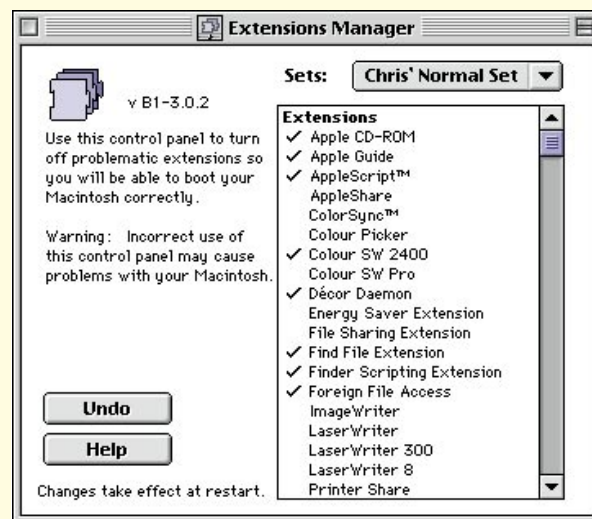 Extensions Manager
v B1-3.0.2
Use this control panel to turn
off problematic extensions so
you will be able to boot your
Macintosh correctly.
Warning: Incorrect use of
this control panel may cause
problems with your Macintosh.
Undo
Help
Changes take effect at restart.
Sets: Chris' Normal Set
Extensions
✓ Apple CD-ROM
✓ Apple Guide
✓ AppleScript™
AppleShare
ColorSync™
Colour Picker
✓ Colour SW 2400
Colour SW Pro
✓ Décor Daemon
Energy Saver Extension
File Sharing Extension
✓ Find File Extension
✓ Finder Scripting Extension
✓ Foreign File Access
ImageWriter
LaserWriter
LaserWriter 300
LaserWriter 8
Printer Share